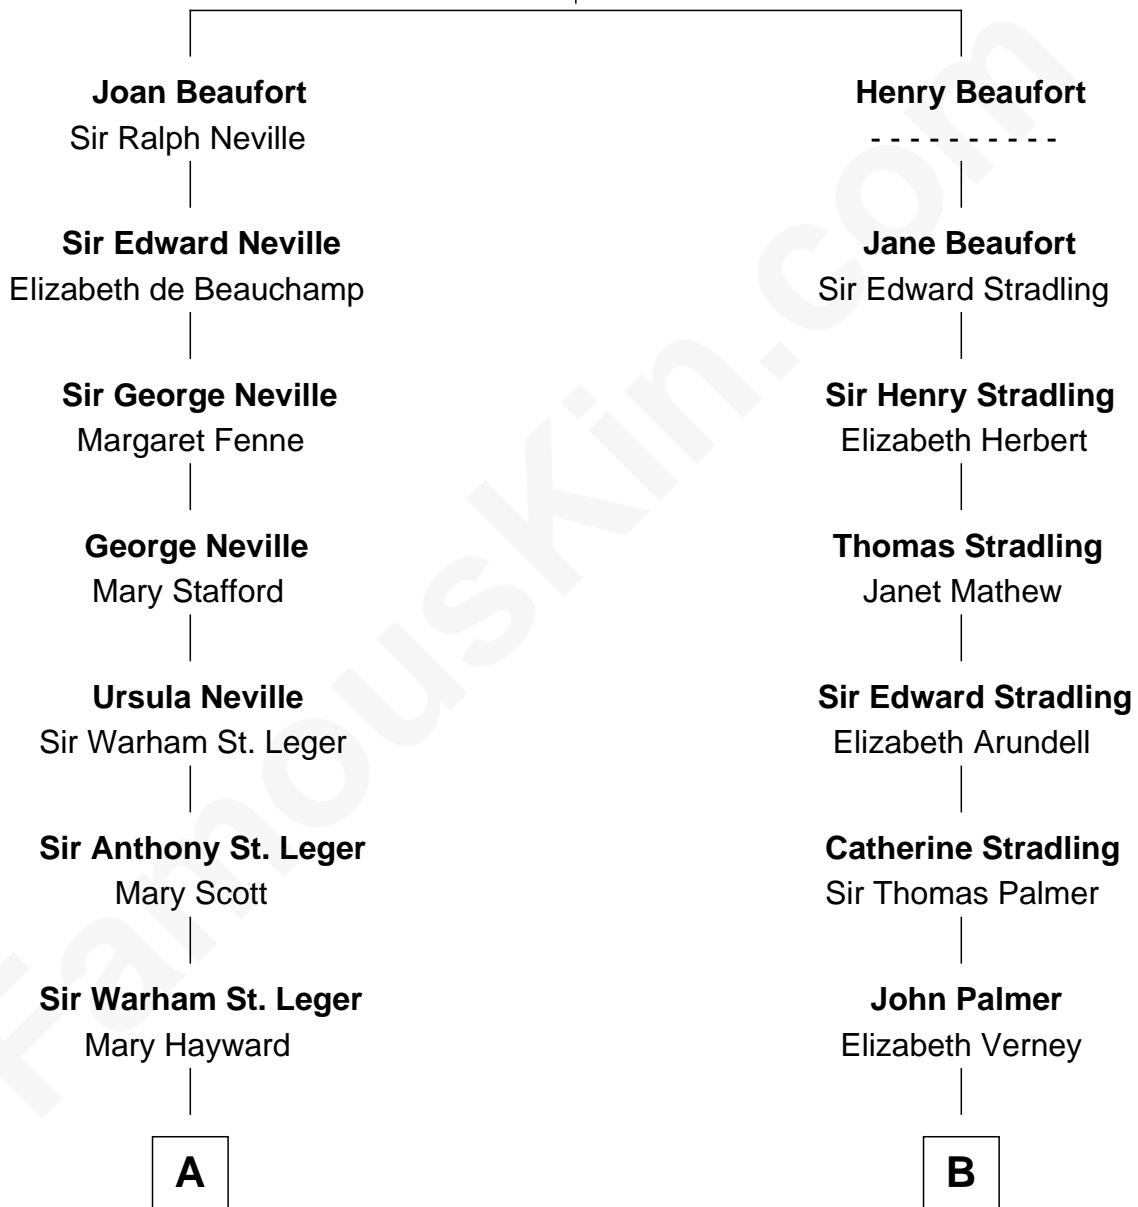 Joan Beaufort
Sir Ralph Neville
Sir Edward Neville
Elizabeth de Beauchamp
Sir George Neville
Margaret Fenne
George Neville
Mary Stafford
Ursula Neville
Sir Warham St. Leger
Sir Anthony St. Leger
Mary Scott
Sir Warham St. Leger
Mary Hayward
A
Henry Beaufort
- - - - - - - - - -
Jane Beaufort
Sir Edward Stradling
Sir Henry Stradling
Elizabeth Herbert
Thomas Stradling
Janet Mathew
Sir Edward Stradling
Elizabeth Arundell
Catherine Stradling
Sir Thomas Palmer
John Palmer
Elizabeth Verney
B
FamousKin.com